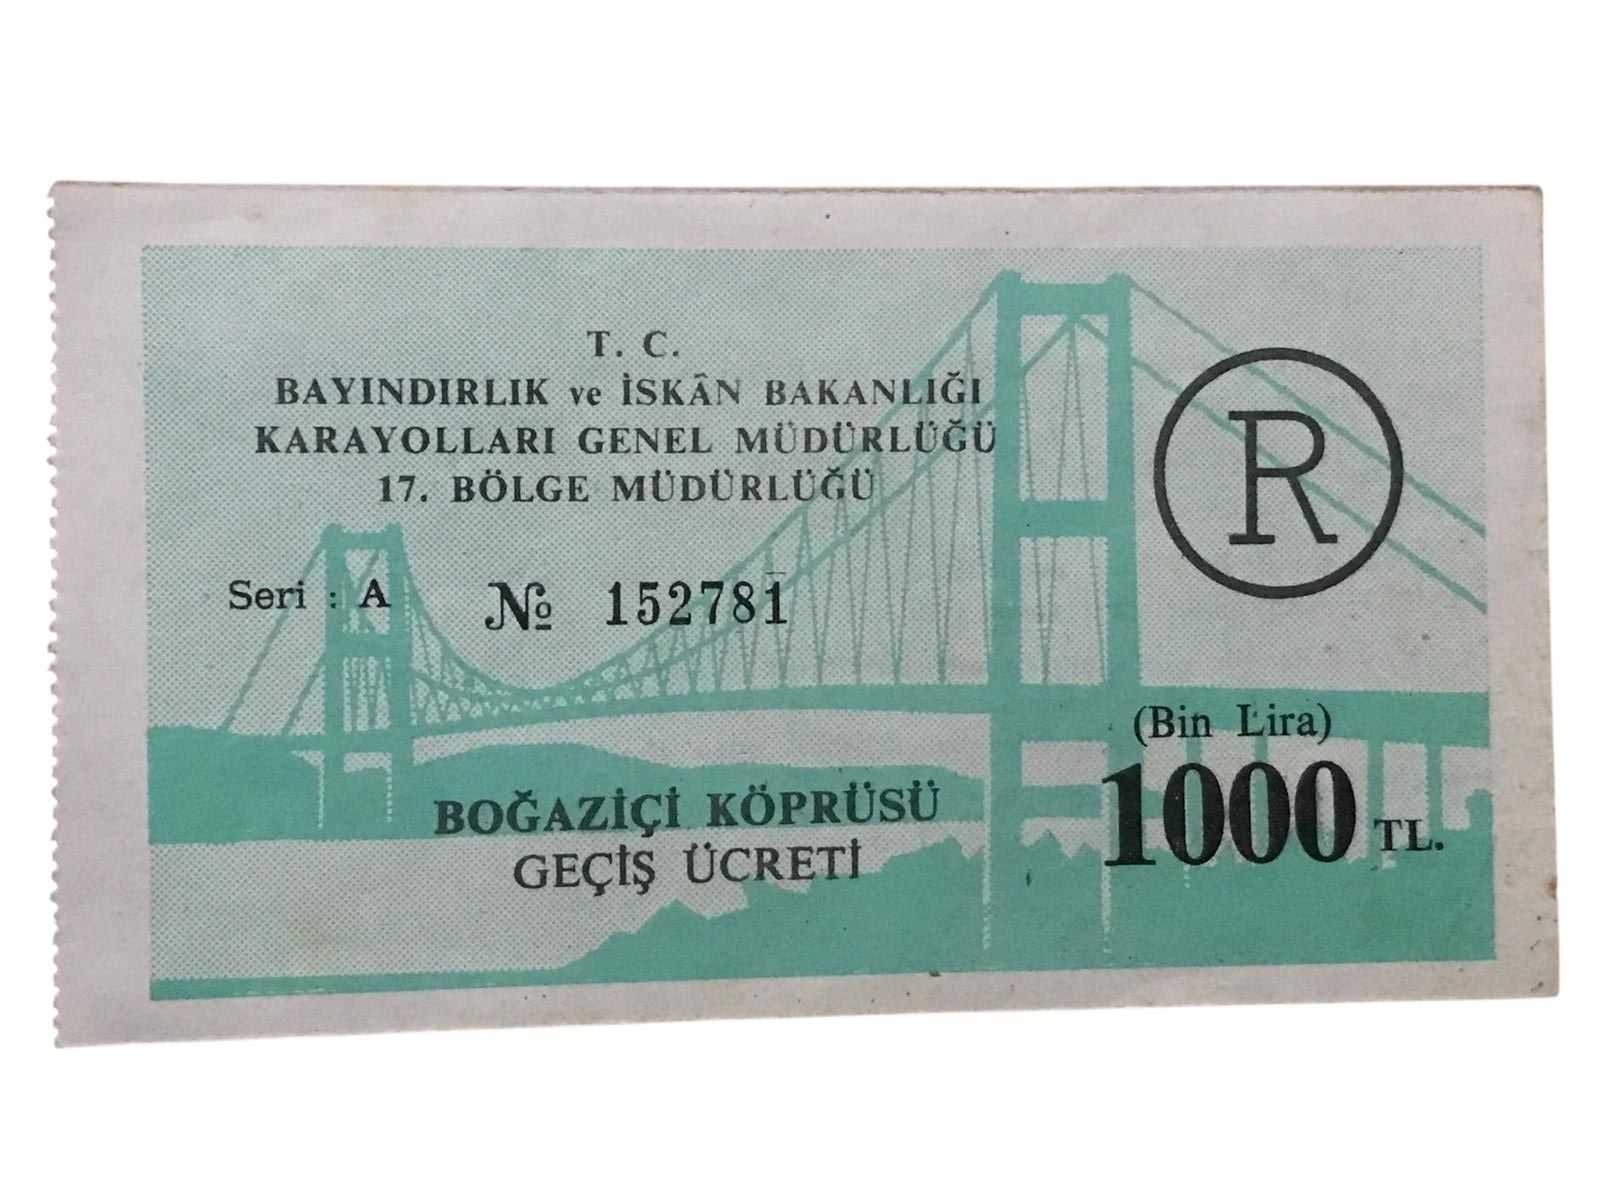 T. C.
BAYINDIRLIK ve İSKÂN BAKANLIĞI
KARAYOLLARI GENEL MÜDÜRLÜĞÜ
17. BÖLGE MÜDÜRLÜĞÜ
R
Seri : A № 152781
(Bin Lira)
1000 TL.
BOĞAZİÇİ KÖPRÜSÜ
GEÇİŞ ÜCRETİ